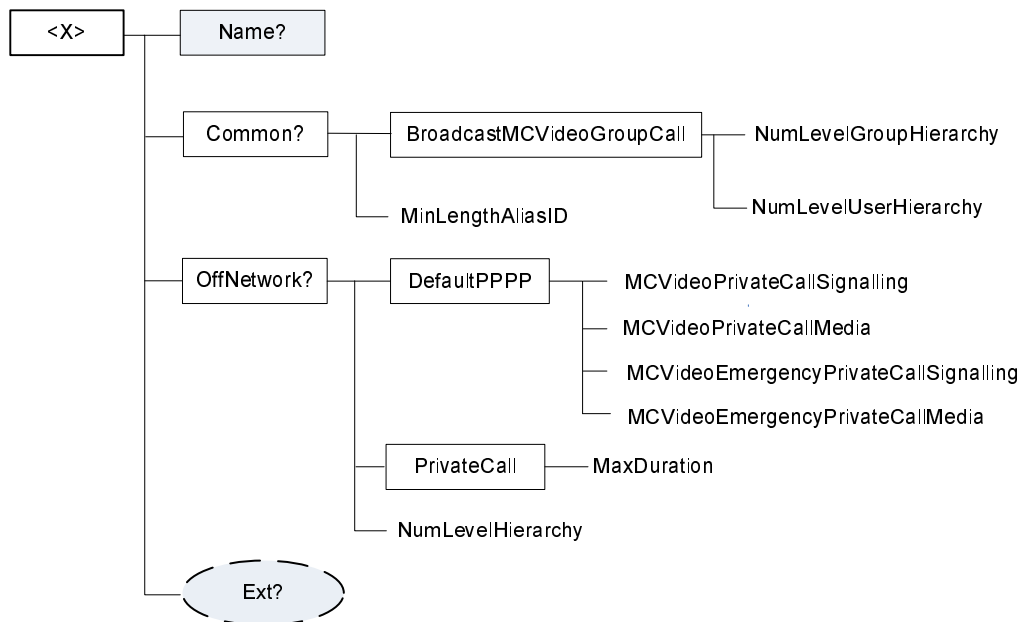 <X>
Name?
Common?
BroadcastMCVideoGroupCall
NumLevelGroupHierarchy
NumLevelUserHierarchy
MinLengthAliasID
OffNetwork?
DefaultPPPP
MCVideoPrivateCallSignalling
MCVideoPrivateCallMedia
MCVideoEmergencyPrivateCallSignalling
MCVideoEmergencyPrivateCallMedia
PrivateCall
MaxDuration
NumLevelHierarchy
Ext?